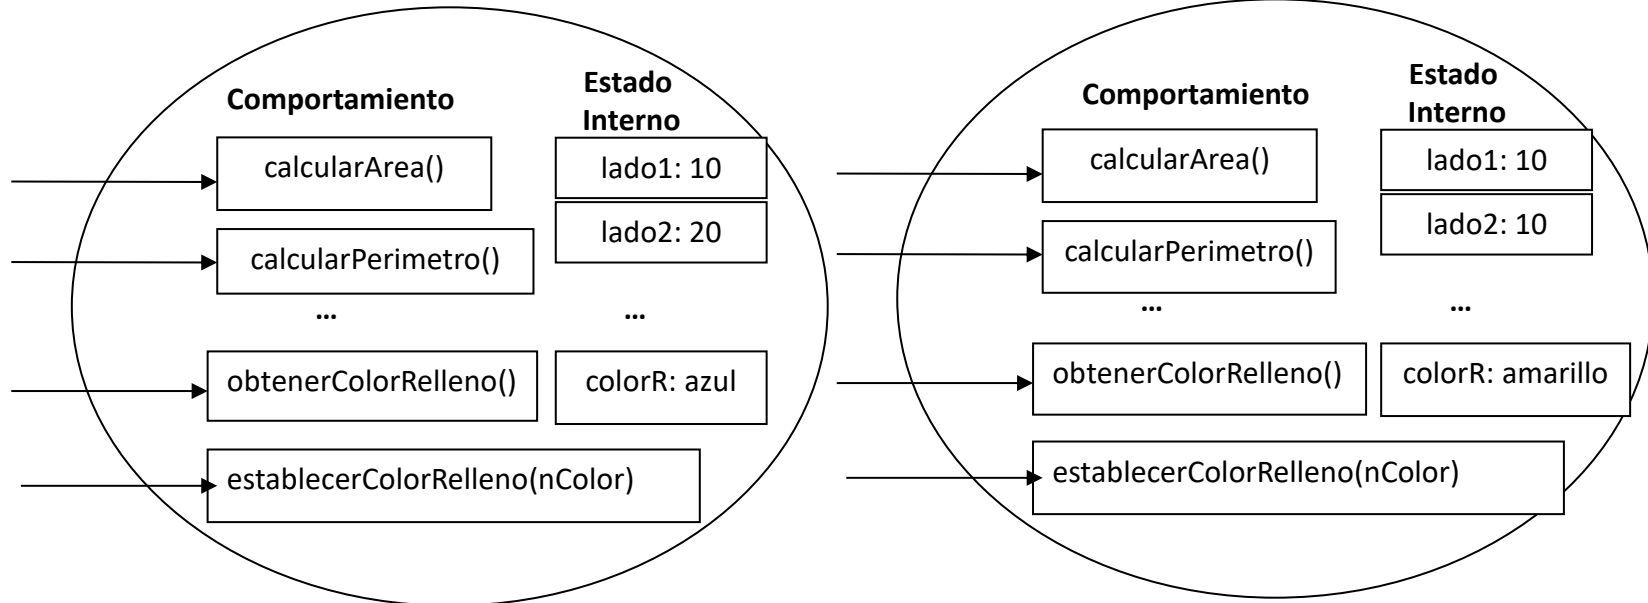 Comportamiento
Estado
Interno
calcularArea()
lado1: 10
lado2: 20
calcularPerimetro()
...
...
obtenerColorRelleno()
colorR: azul
establecerColorRelleno(nColor)
Comportamiento
Estado
Interno
calcularArea()
lado1: 10
lado2: 10
calcularPerimetro()
...
...
obtenerColorRelleno()
colorR: amarillo
establecerColorRelleno(nColor)